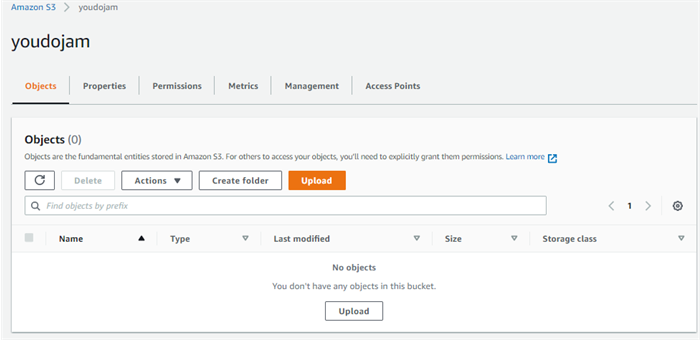 Amazon S3 > youdojam
youdojam
Objects Properties Permissions Metrics Management Access Points
Objects (0)
Objects are the fundamental entities stored in Amazon S3. For others to access your objects, you'll need to explicitly grant them permissions. Learn more
Delete Actions Create folder Upload
Find objects by prefix 1
Name Type Last modified Size Storage class
No objects
You don't have any objects in this bucket.
Upload